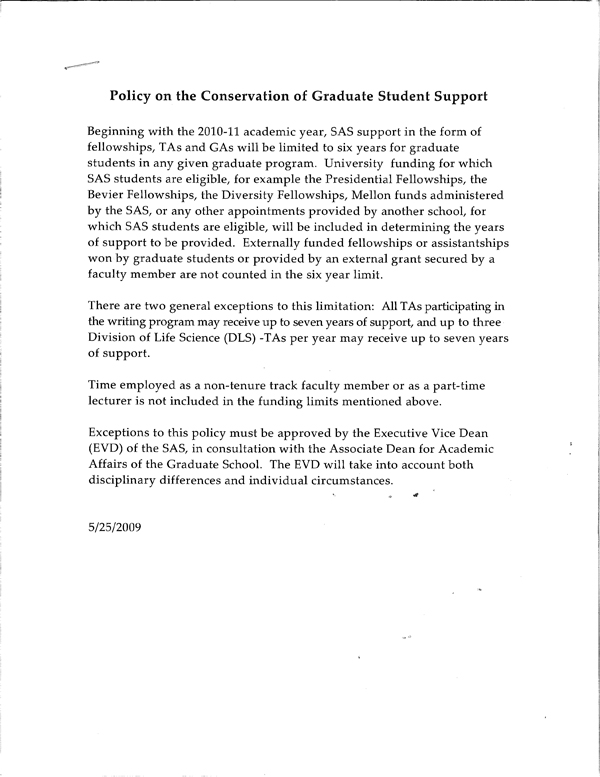 Policy on the Conservation of Graduate Student Support
Beginning with the 2010-11 academic year, SAS support in the form of
fellowships, TAs and GAs will be limited to six years for graduate
students in any given graduate program.  University  funding for which
SAS students are eligible, for example the Presidential Fellowships, the
Bevier Fellowships, the Diversity Fellowships, Mellon funds administered
by the SAS, or any other appointments provided by another school, for
which SAS students are eligible, will be included in determining the years
of support to be provided.  Externally funded fellowships or assistantships
won by graduate students or provided by an external grant secured by a
faculty member are not counted in the six year limit.
There are two general exceptions to this limitation:  All TAs participating in
the writing program may receive up to seven years of support, and up to three
Division of Life Science (DLS) -TAs per year may receive up to seven years
of support.
Time employed as a non-tenure track faculty member or as a part-time
lecturer is not included in the funding limits mentioned above.
Exceptions to this policy must be approved by the Executive Vice Dean
(EVD) of the SAS, in consultation with the Associate Dean for Academic
Affairs of the Graduate School.  The EVD will take into account both
disciplinary differences and individual circumstances.
5/25/2009